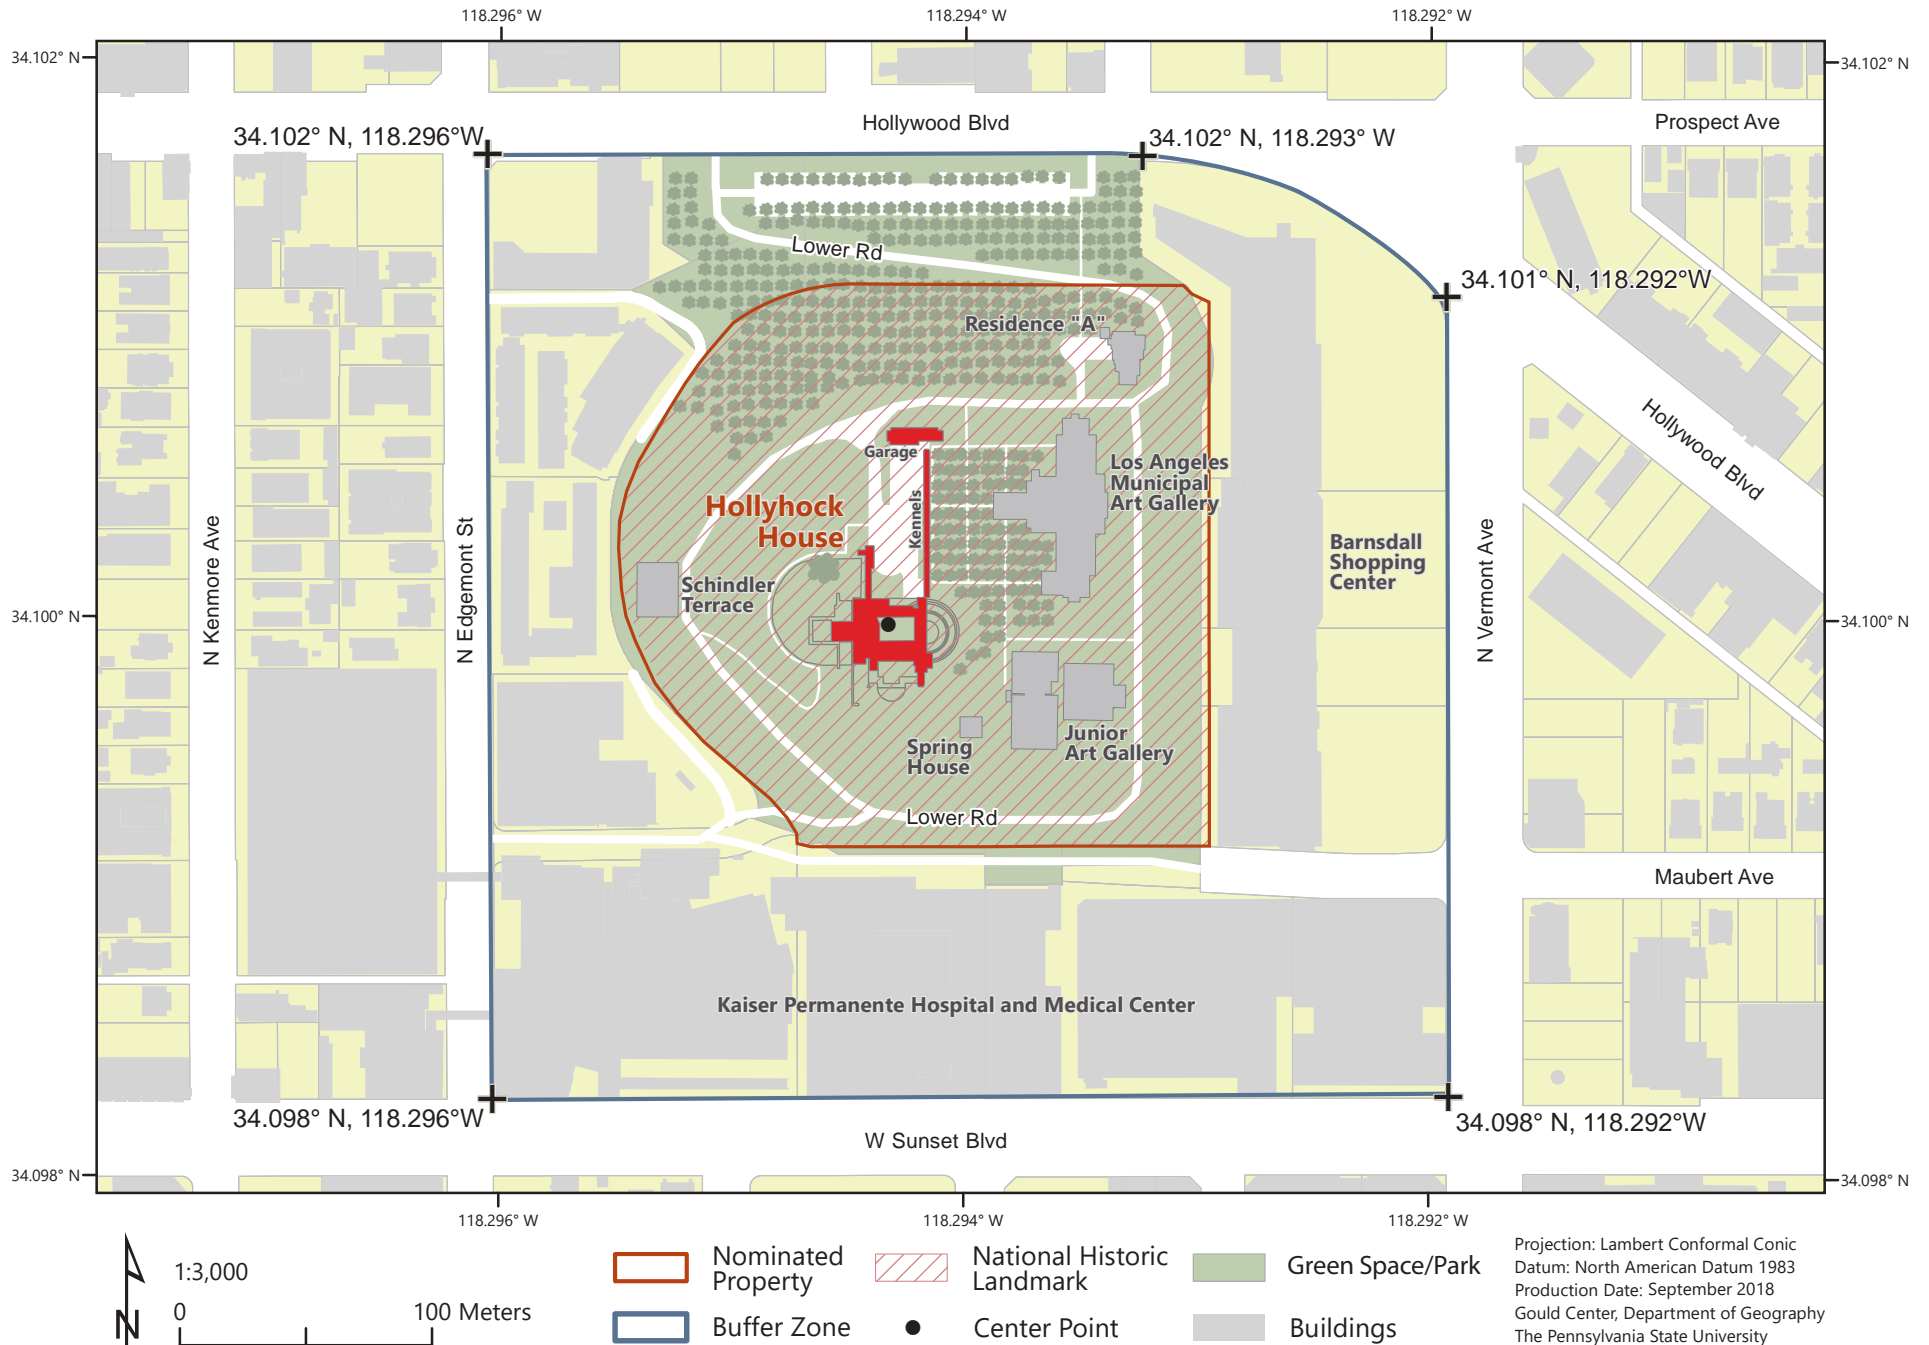 118.296° W
118.294° W
118.292° W
34.102° N
34.102° N
Hollywood Blvd
Prospect Ave
34.102° N, 118.296°W
34.102° N, 118.293° W
Lower Rd
34.101° N, 118.292°W
Residence "A"
Hollywood Blvd
Garage
Los Angeles
Municipal
Art Gallery
Hollyhock
House
Kennels
N Kenmore Ave
N Edgemont St
N Vermont Ave
Barnsdall
Shopping
Center
Schindler
Terrace
34.100° N
34.100° N
Spring
House
Junior
Art Gallery
Lower Rd
Maubert Ave
Kaiser Permanente Hospital and Medical Center
34.098° N, 118.296°W
34.098° N, 118.292°W
W Sunset Blvd
34.098° N
34.098° N
118.296° W
118.294° W
118.292° W
N
1:3,000
0
100 Meters
Nominated
Property
Buffer Zone
National Historic
Landmark
Center Point
Green Space/Park
Buildings
Projection: Lambert Conformal Conic
Datum: North American Datum 1983
Production Date: September 2018
Gould Center, Department of Geography
The Pennsylvania State University